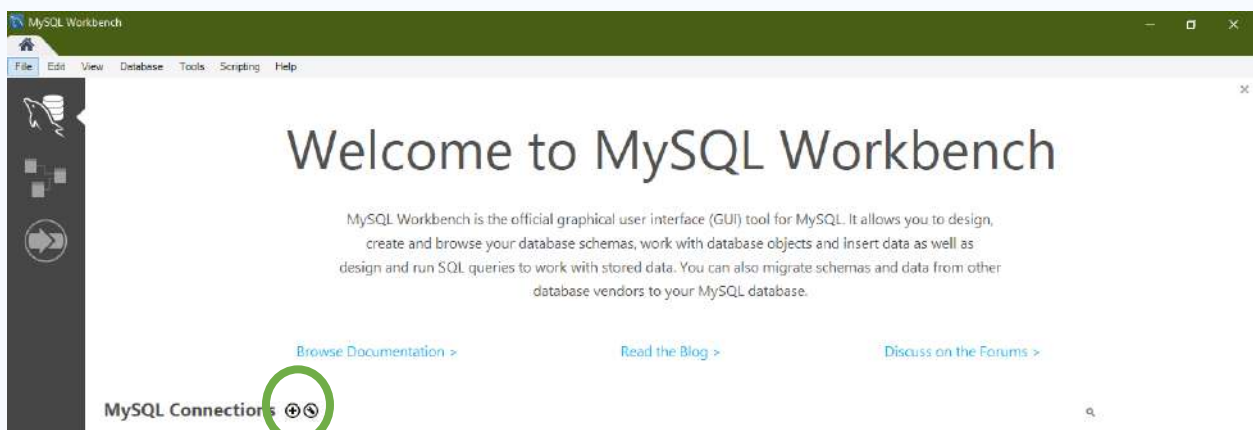 MySQL Workbench
File Edit View Database Tools Scripting Help
Welcome to MySQL Workbench
MySQL Workbench is the official graphical user interface (GUI) tool for MySQL. It allows you to design,
create and browse your database schemas, work with database objects and insert data as well as
design and run SQL queries to work with stored data. You can also migrate schemas and data from other
database vendors to your MySQL database.
Browse Documentation > Read the Blog > Discuss on the Forums >
MySQL Connections